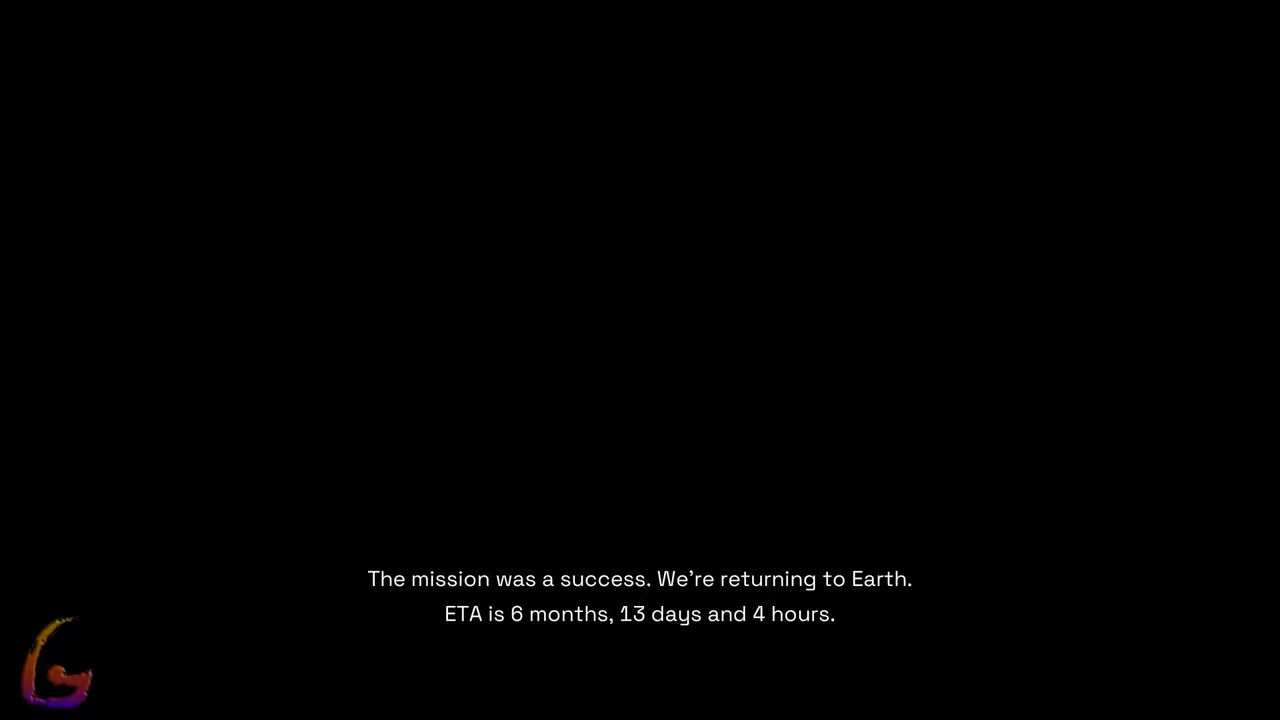 The mission was a success. We're returning to Earth.
ETA is 6 months, 13 days and 4 hours.